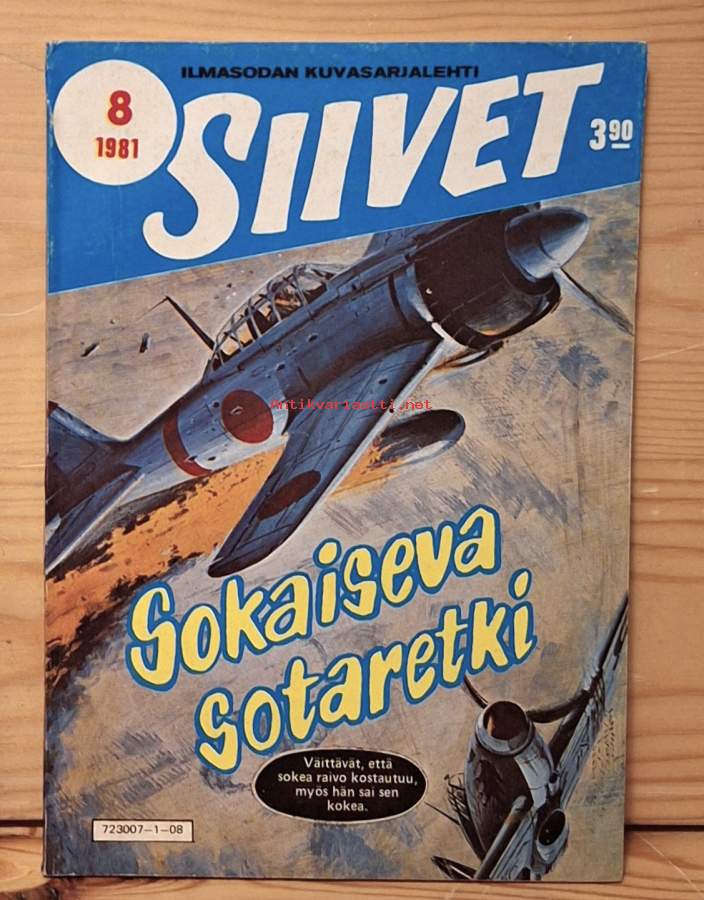 ILMASODAN KUVASARJALEHTI
8
1981
SIIVET
3.90
Antikvariaatti.net
Sokaiseva
sotaretki
Väittävät, että
sokea raivo kostautuu,
myös hän sai sen
kokea.
723007-1-08